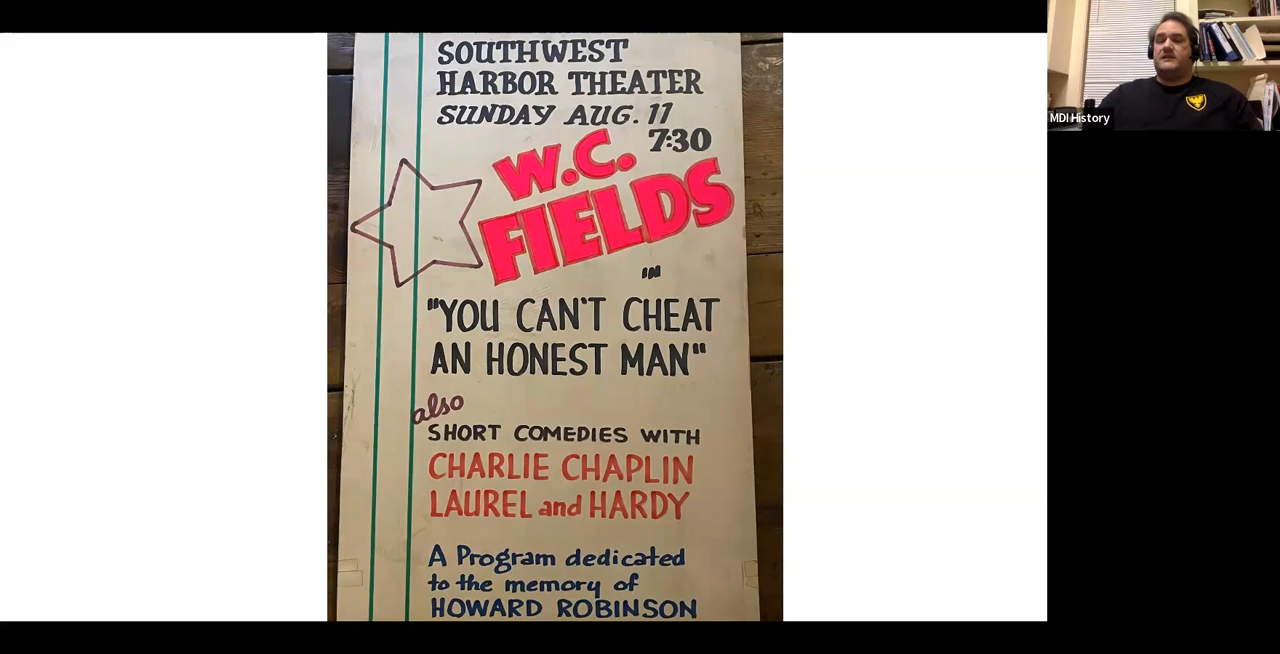 SOUTHWEST
HARBOR THEATER
SUNDAY AUG. 11
7:30
W.C.
FIELDS
in
"YOU CAN'T CHEAT
AN HONEST MAN"
also
SHORT COMEDIES WITH
CHARLIE CHAPLIN
LAUREL and HARDY
A Program dedicated
to the memory of
HOWARD ROBINSON
MDI History